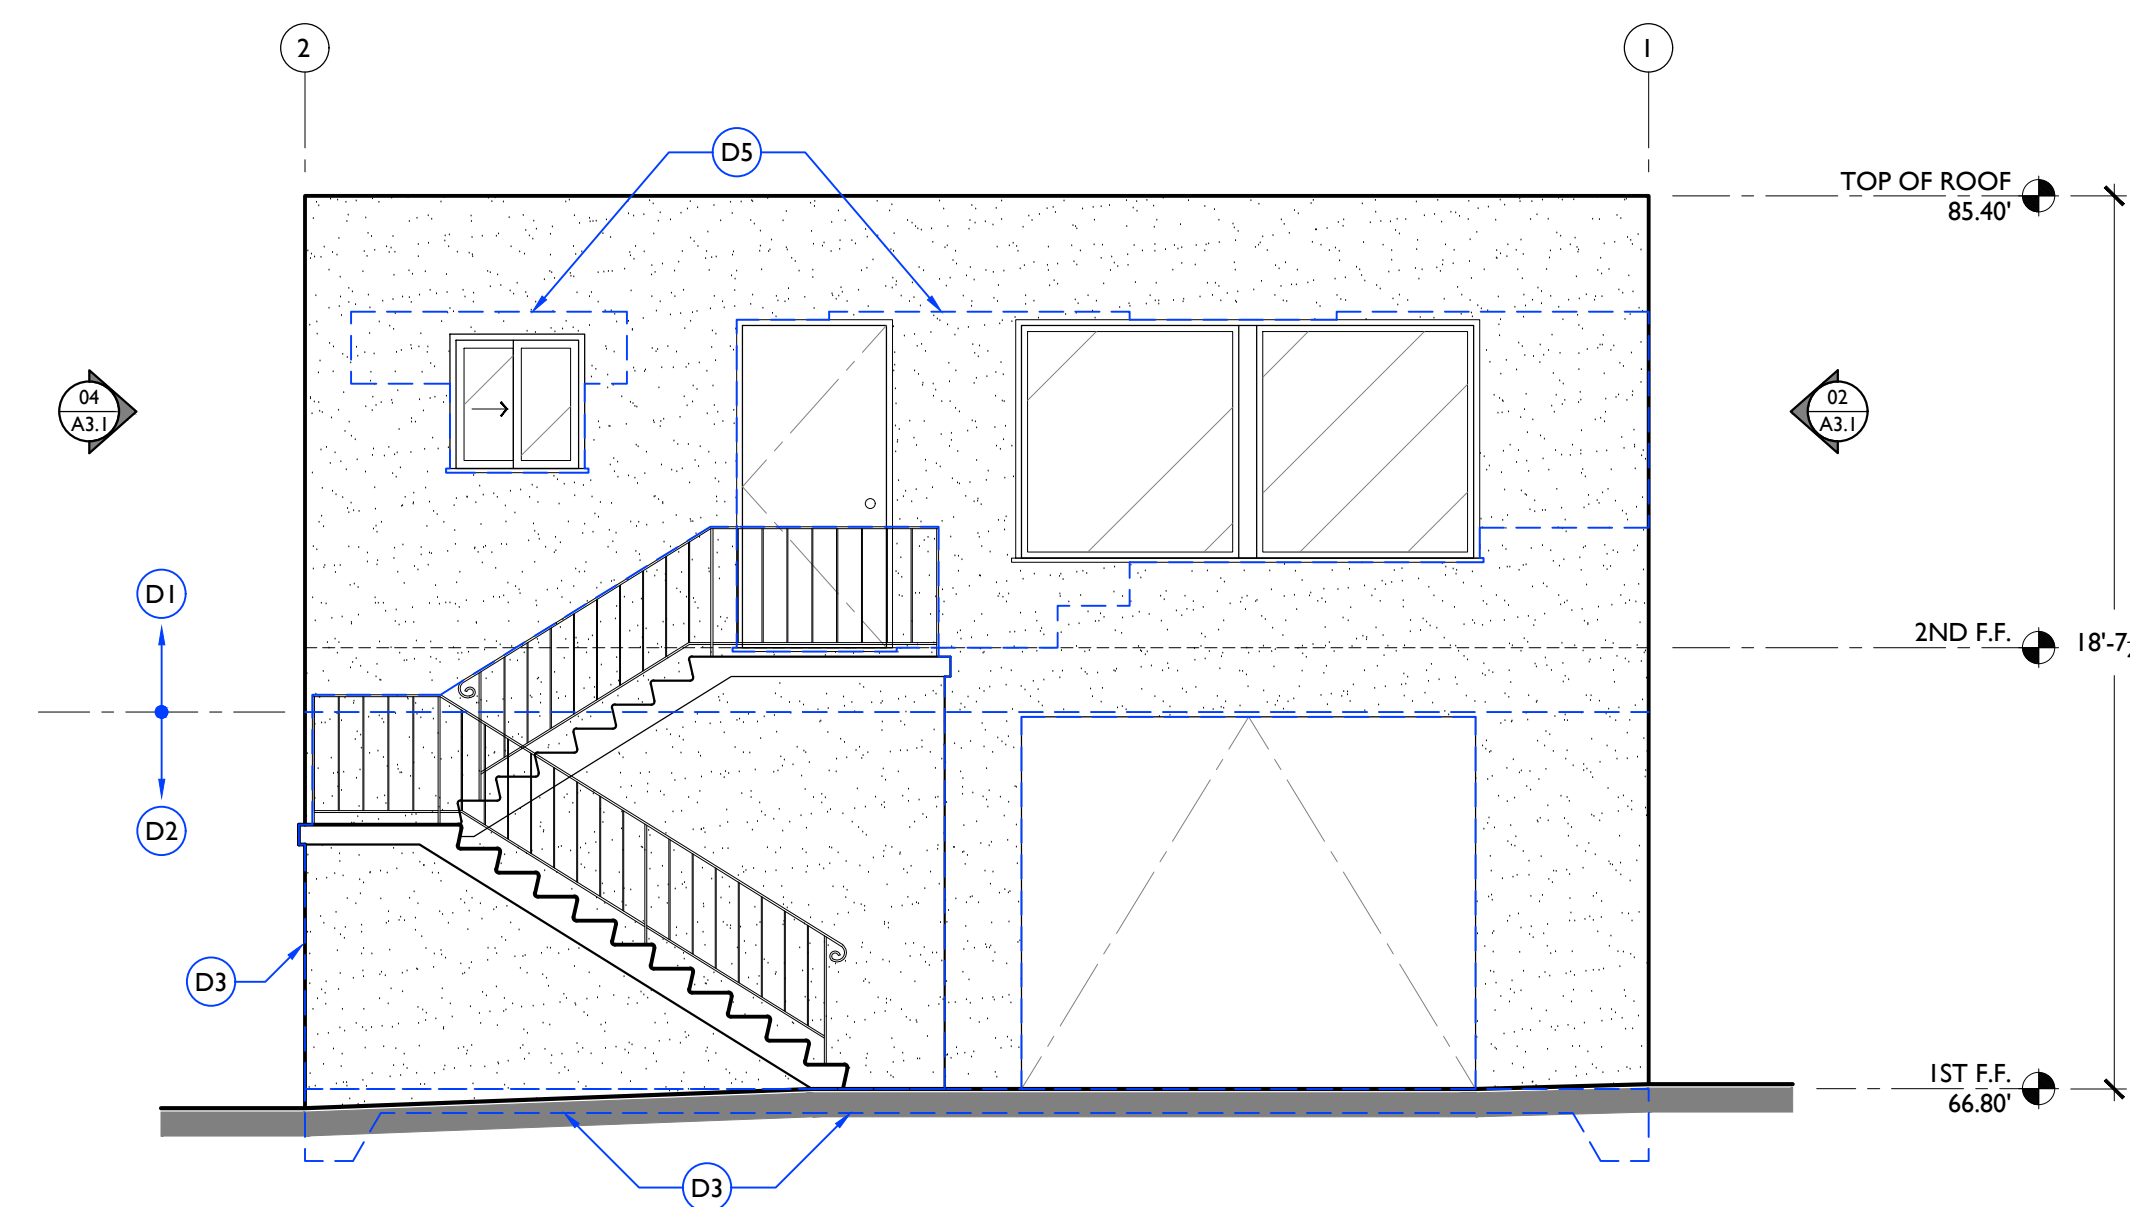 2
1
D5
TOP OF ROOF
85.40'
04
A3.1
02
A3.1
D1
2ND F.F.
D2
D3
1ST F.F.
66.80'
D3